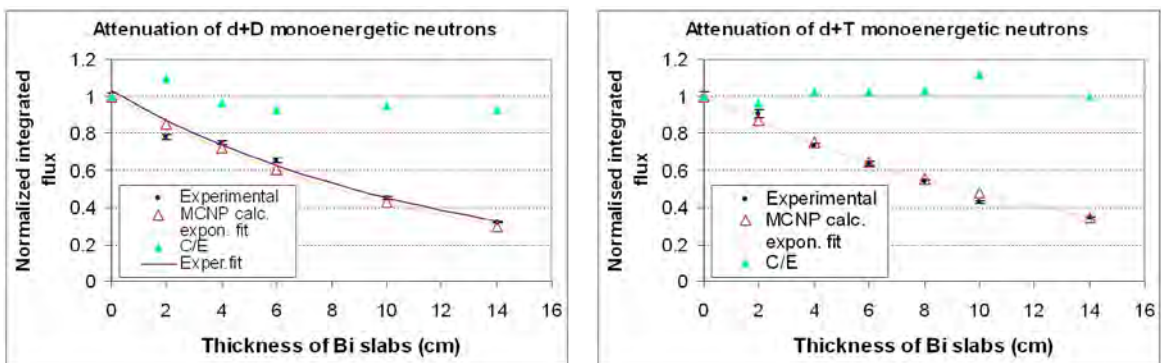 Attenuation of d+D monoenergetic neutrons
Normalized integrated
flux
1.2
1
0.8
0.6
0.4
0.2
0
Experimental
MCNP calc.
expon. fit
C/E
Exper.fit
0 2 4 6 8 10 12 14 16
Thickness of Bi slabs (cm)
Attenuation of d+T monoenergetic neutrons
Normalised integrated
flux
1.2
1
0.8
0.6
0.4
0.2
0
Experimental
MCNP calc.
expon. fit
C/E
0 2 4 6 8 10 12 14 16
Thickness of Bi slabs (cm)